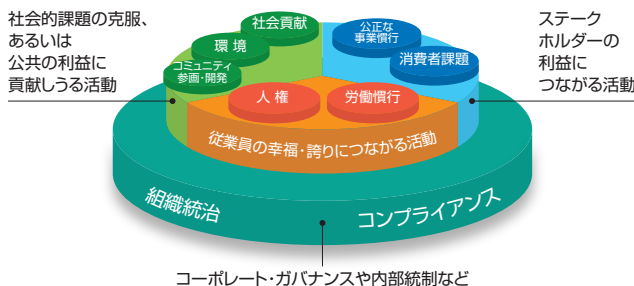 社会的課題の克服、
あるいは
公共の利益に
貢献しうる活動
社会貢献
環 境
コミュニティ
参画・開発
公正な
事業慣行
消費者課題
ステーク
ホルダーの
利益に
つながる活動
人 権
労働慣行
従業員の幸福・誇りにつながる活動
組織統治
コンプライアンス
コーポレート・ガバナンスや内部統制など